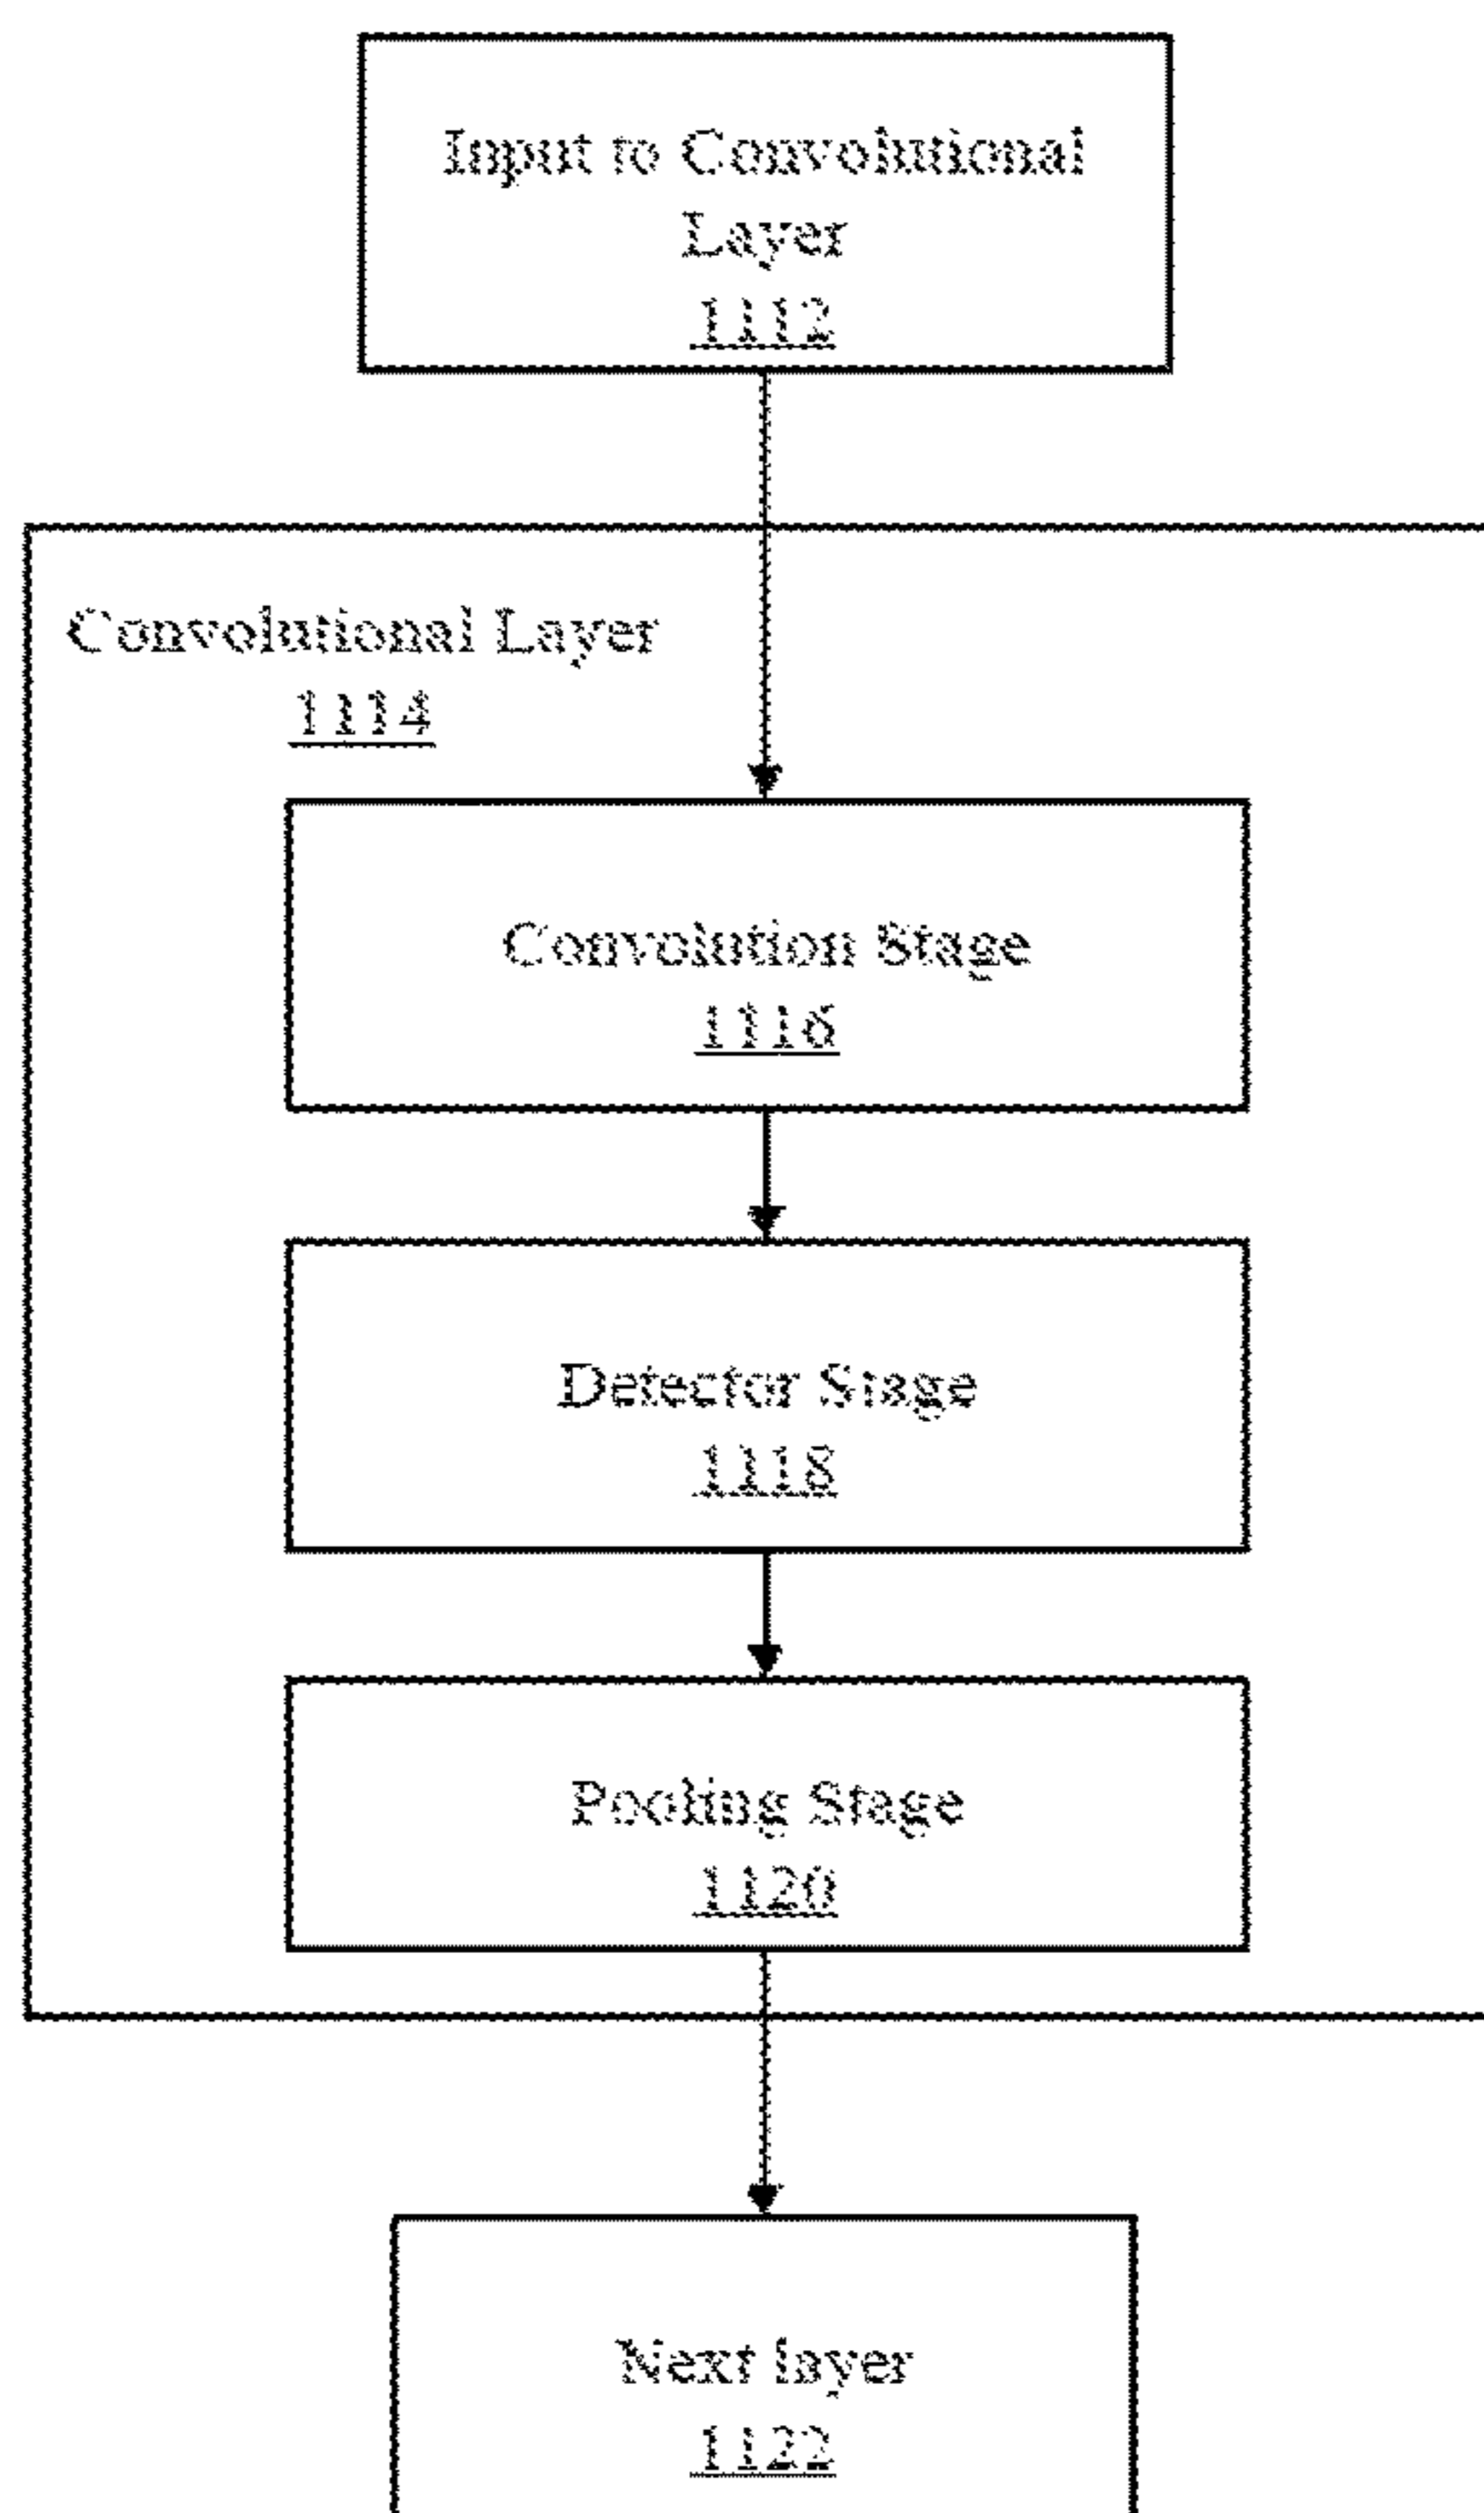 Input to Convolutional
Layer
1112
Convolutional Layer
1114
Convolution Stage
1116
Detector Stage
1118
Pooling Stage
1120
Next layer
1122